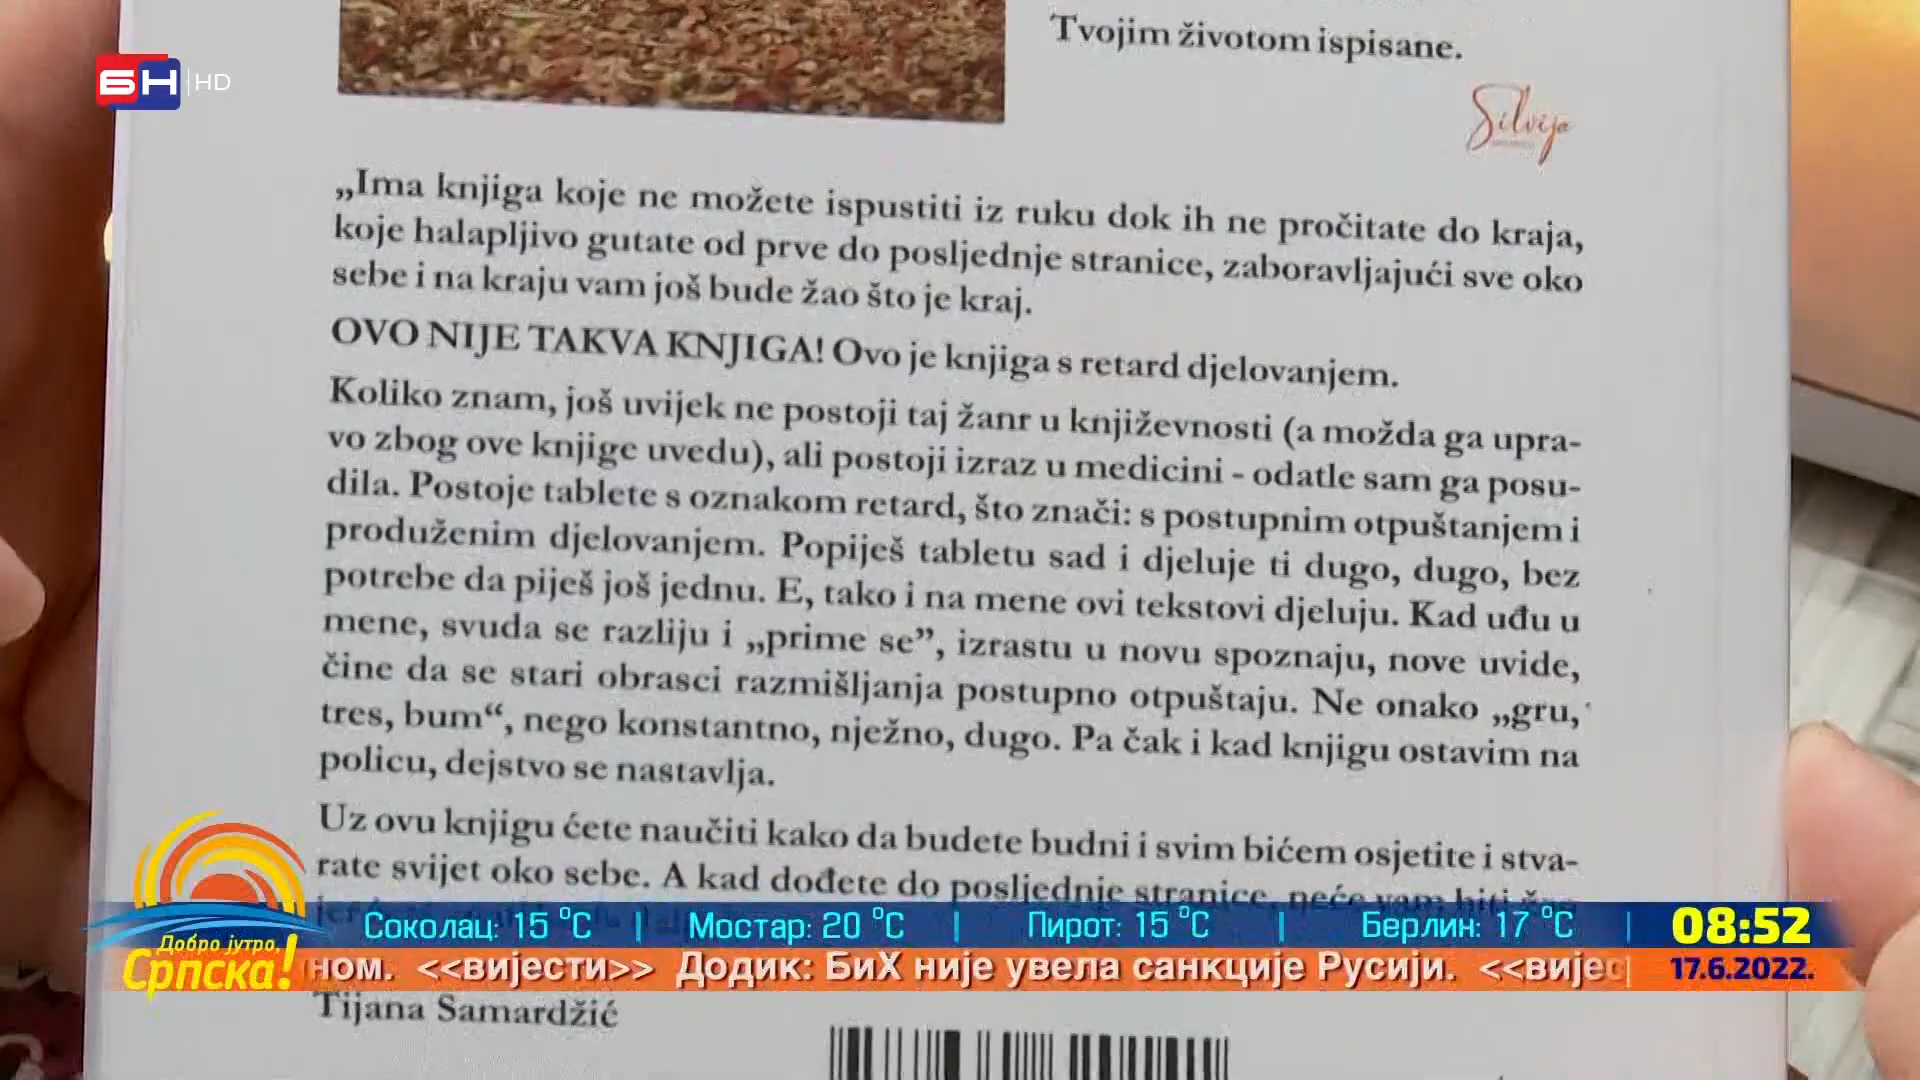 Tvojim životom ispisane.
БН HD
Silvija
„Ima knjiga koje ne možete ispustiti iz ruku dok ih ne pročitate do kraja,
koje halapljivo gutate od prve do posljednje stranice, zaboravljajući sve oko
sebe i na kraju vam još bude žao što je kraj.
OVO NIJE TAKVA KNJIGA! Ovo je knjiga s retard djelovanjem.
Koliko znam, još uvijek ne postoji taj žanr u književnosti (a možda ga upra-
vo zbog ove knjige uvedu), ali postoji izraz u medicini - odatle sam ga posu-
dila. Postoje tablete s oznakom retard, što znači: s postupnim otpuštanjem i
produženim djelovanjem. Popiješ tabletu sad i djeluje ti dugo, dugo, bez
potrebe da piješ još jednu. E, tako i na mene ovi tekstovi djeluju. Kad uđu u
mene, svuda se razliju i „prime se”, izrastu u novu spoznaju, nove uvide,
čine da se stari obrasci razmišljanja postupno otpuštaju. Ne onako „gru,
tres, bum“, nego konstantno, nježno, dugo. Pa čak i kad knjigu ostavim na
policu, dejstvo se nastavlja.
Uz ovu knjigu ćete naučiti kako da budete budni i svim bićem osjetite i stva-
rate svijet oko sebe. A kad dođete do posljednje stranice, neće vam biti
Соколац: 15 °C | Мостар: 20 °C | Пирот: 15 °C | Берлин: 17 °C |
08:52
Добро јутро,
Српска!
ном. <<вијести>> Додик: БиХ није увела санкције Русији. <<вијес
17.6.2022.
Tijana Samardžić